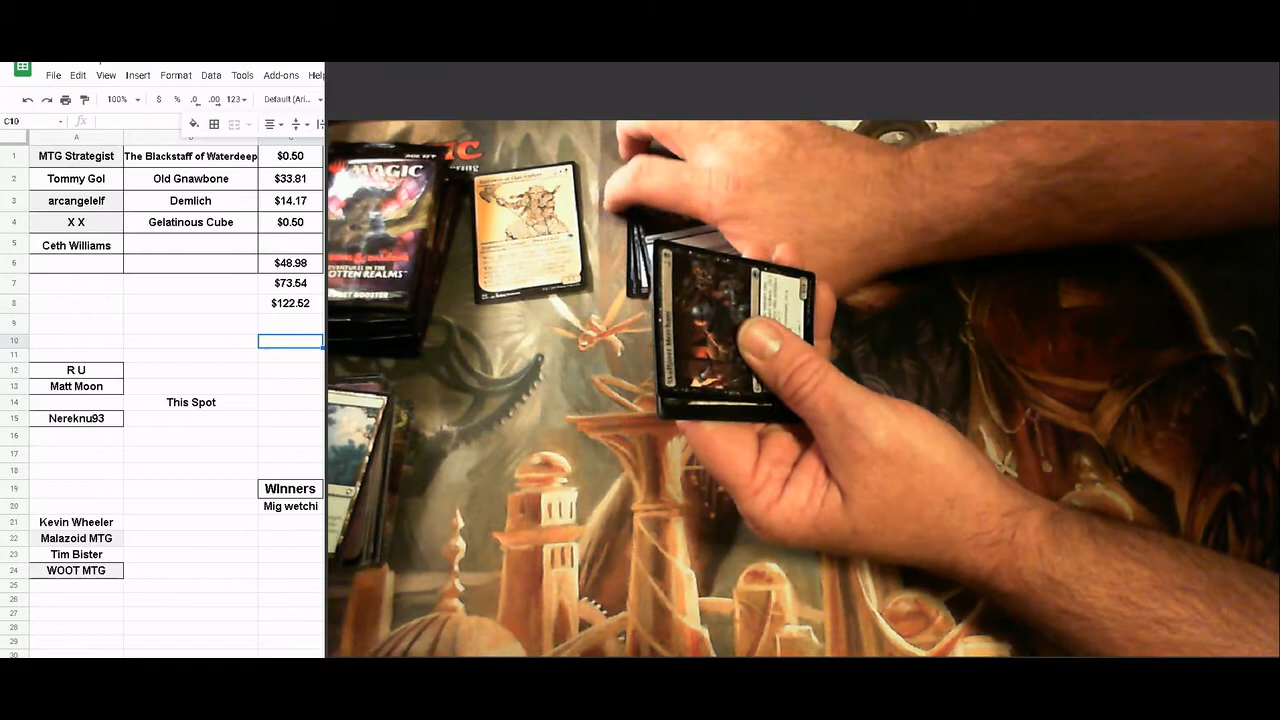 File Edit View Insert Format Data Tools Add-ons Help
100% $ % .0 .00 123 Default (Ari...
C10 fx
A
1 MTG Strategist The Blackstaff of Waterdeep $0.50
2 Tommy Gol Old Gnawbone $33.81
3 arcangelelf Demlich $14.17
4 X X Gelatinous Cube $0.50
5 Ceth Williams
6 $48.98
7 $73.54
8 $122.52
9
10
11
12 R U
13 Matt Moon
14 This Spot
15 Nereknu93
16
17
18
19 WInners
20 Mig wetchi
21 Kevin Wheeler
22 Malazoid MTG
23 Tim Bister
24 WOOT MTG
25
26
27
28
29
30
MAGIC
Skullport Merchant